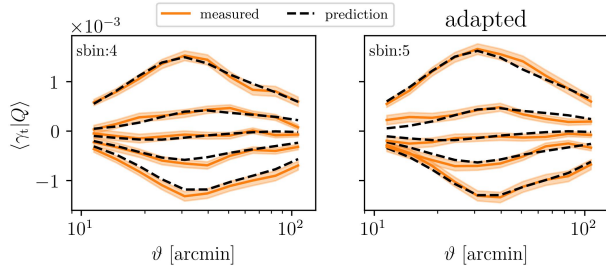 measured prediction
×10⁻³ adapted
sbin:4 sbin:5
1
0
−1
⟨γₜ|Q⟩
10¹ 10² 10¹ 10²
ϑ [arcmin] ϑ [arcmin]